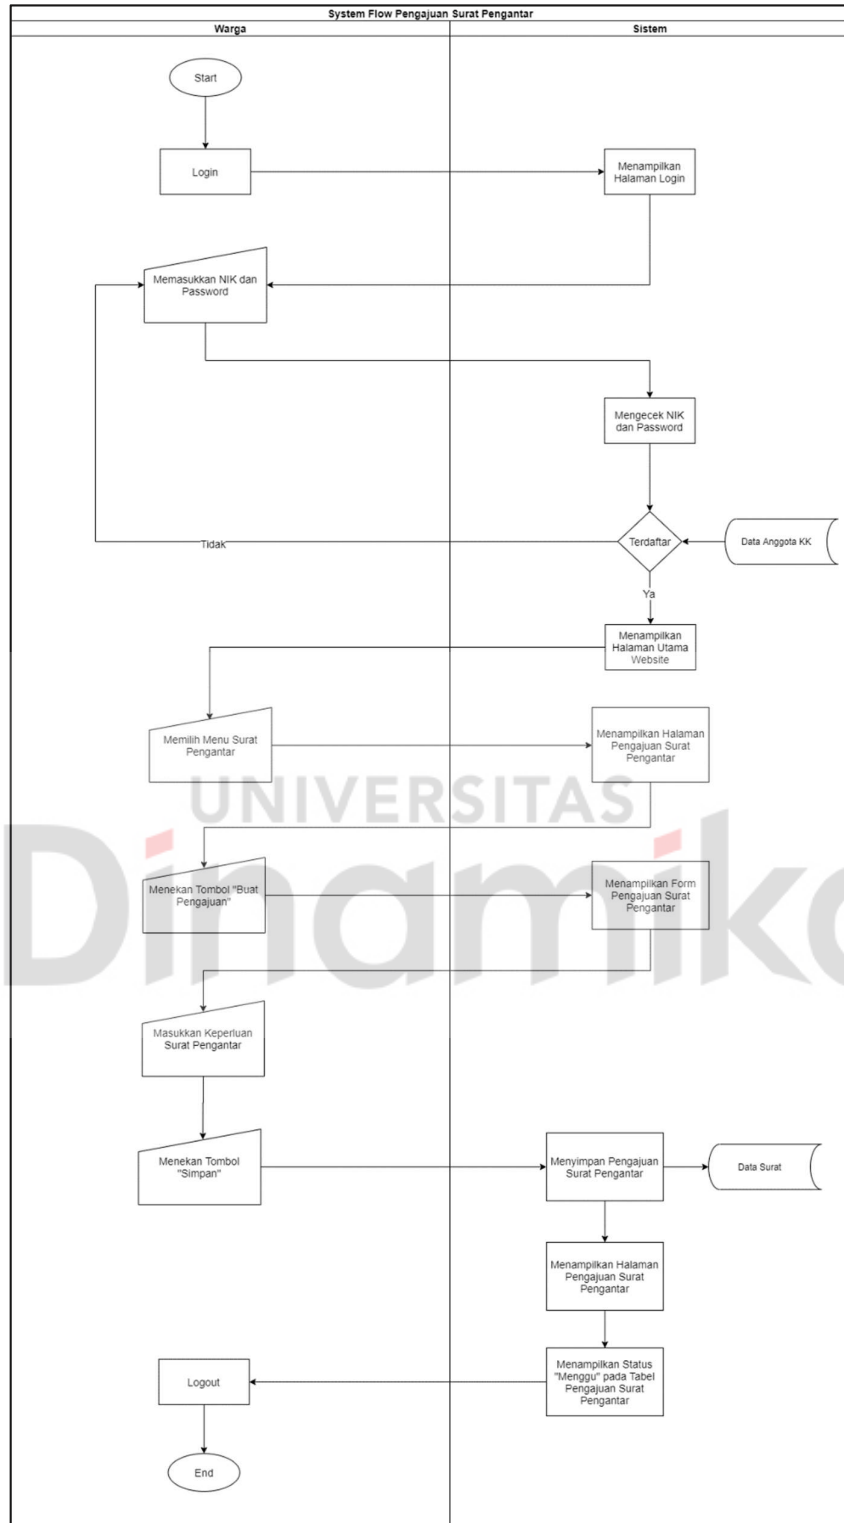 System Flow Pengajuan Surat Pengantar
Warga
Sistem
Start
Login
Menampilkan
Halaman Login
Memasukkan NIK dan
Password
Mengecek NIK
dan Password
Terdaftar
Data Anggota KK
Tidak
Ya
Menampilkan
Halaman Utama
Website
Memilih Menu Surat
Pengantar
Menampilkan Halaman
Pengajuan Surat
Pengantar
UNIVERSITAS
Dinamika
Menekan Tombol "Buat
Pengajuan"
Menampilkan Form
Pengajuan Surat
Pengantar
Masukkan Keperluan
Surat Pengantar
Menekan Tombol
"Simpan"
Menyimpan Pengajuan
Surat Pengantar
Data Surat
Menampilkan Halaman
Pengajuan Surat
Pengantar
Menampilkan Status
"Menggu" pada Tabel
Pengajuan Surat
Pengantar
Logout
End